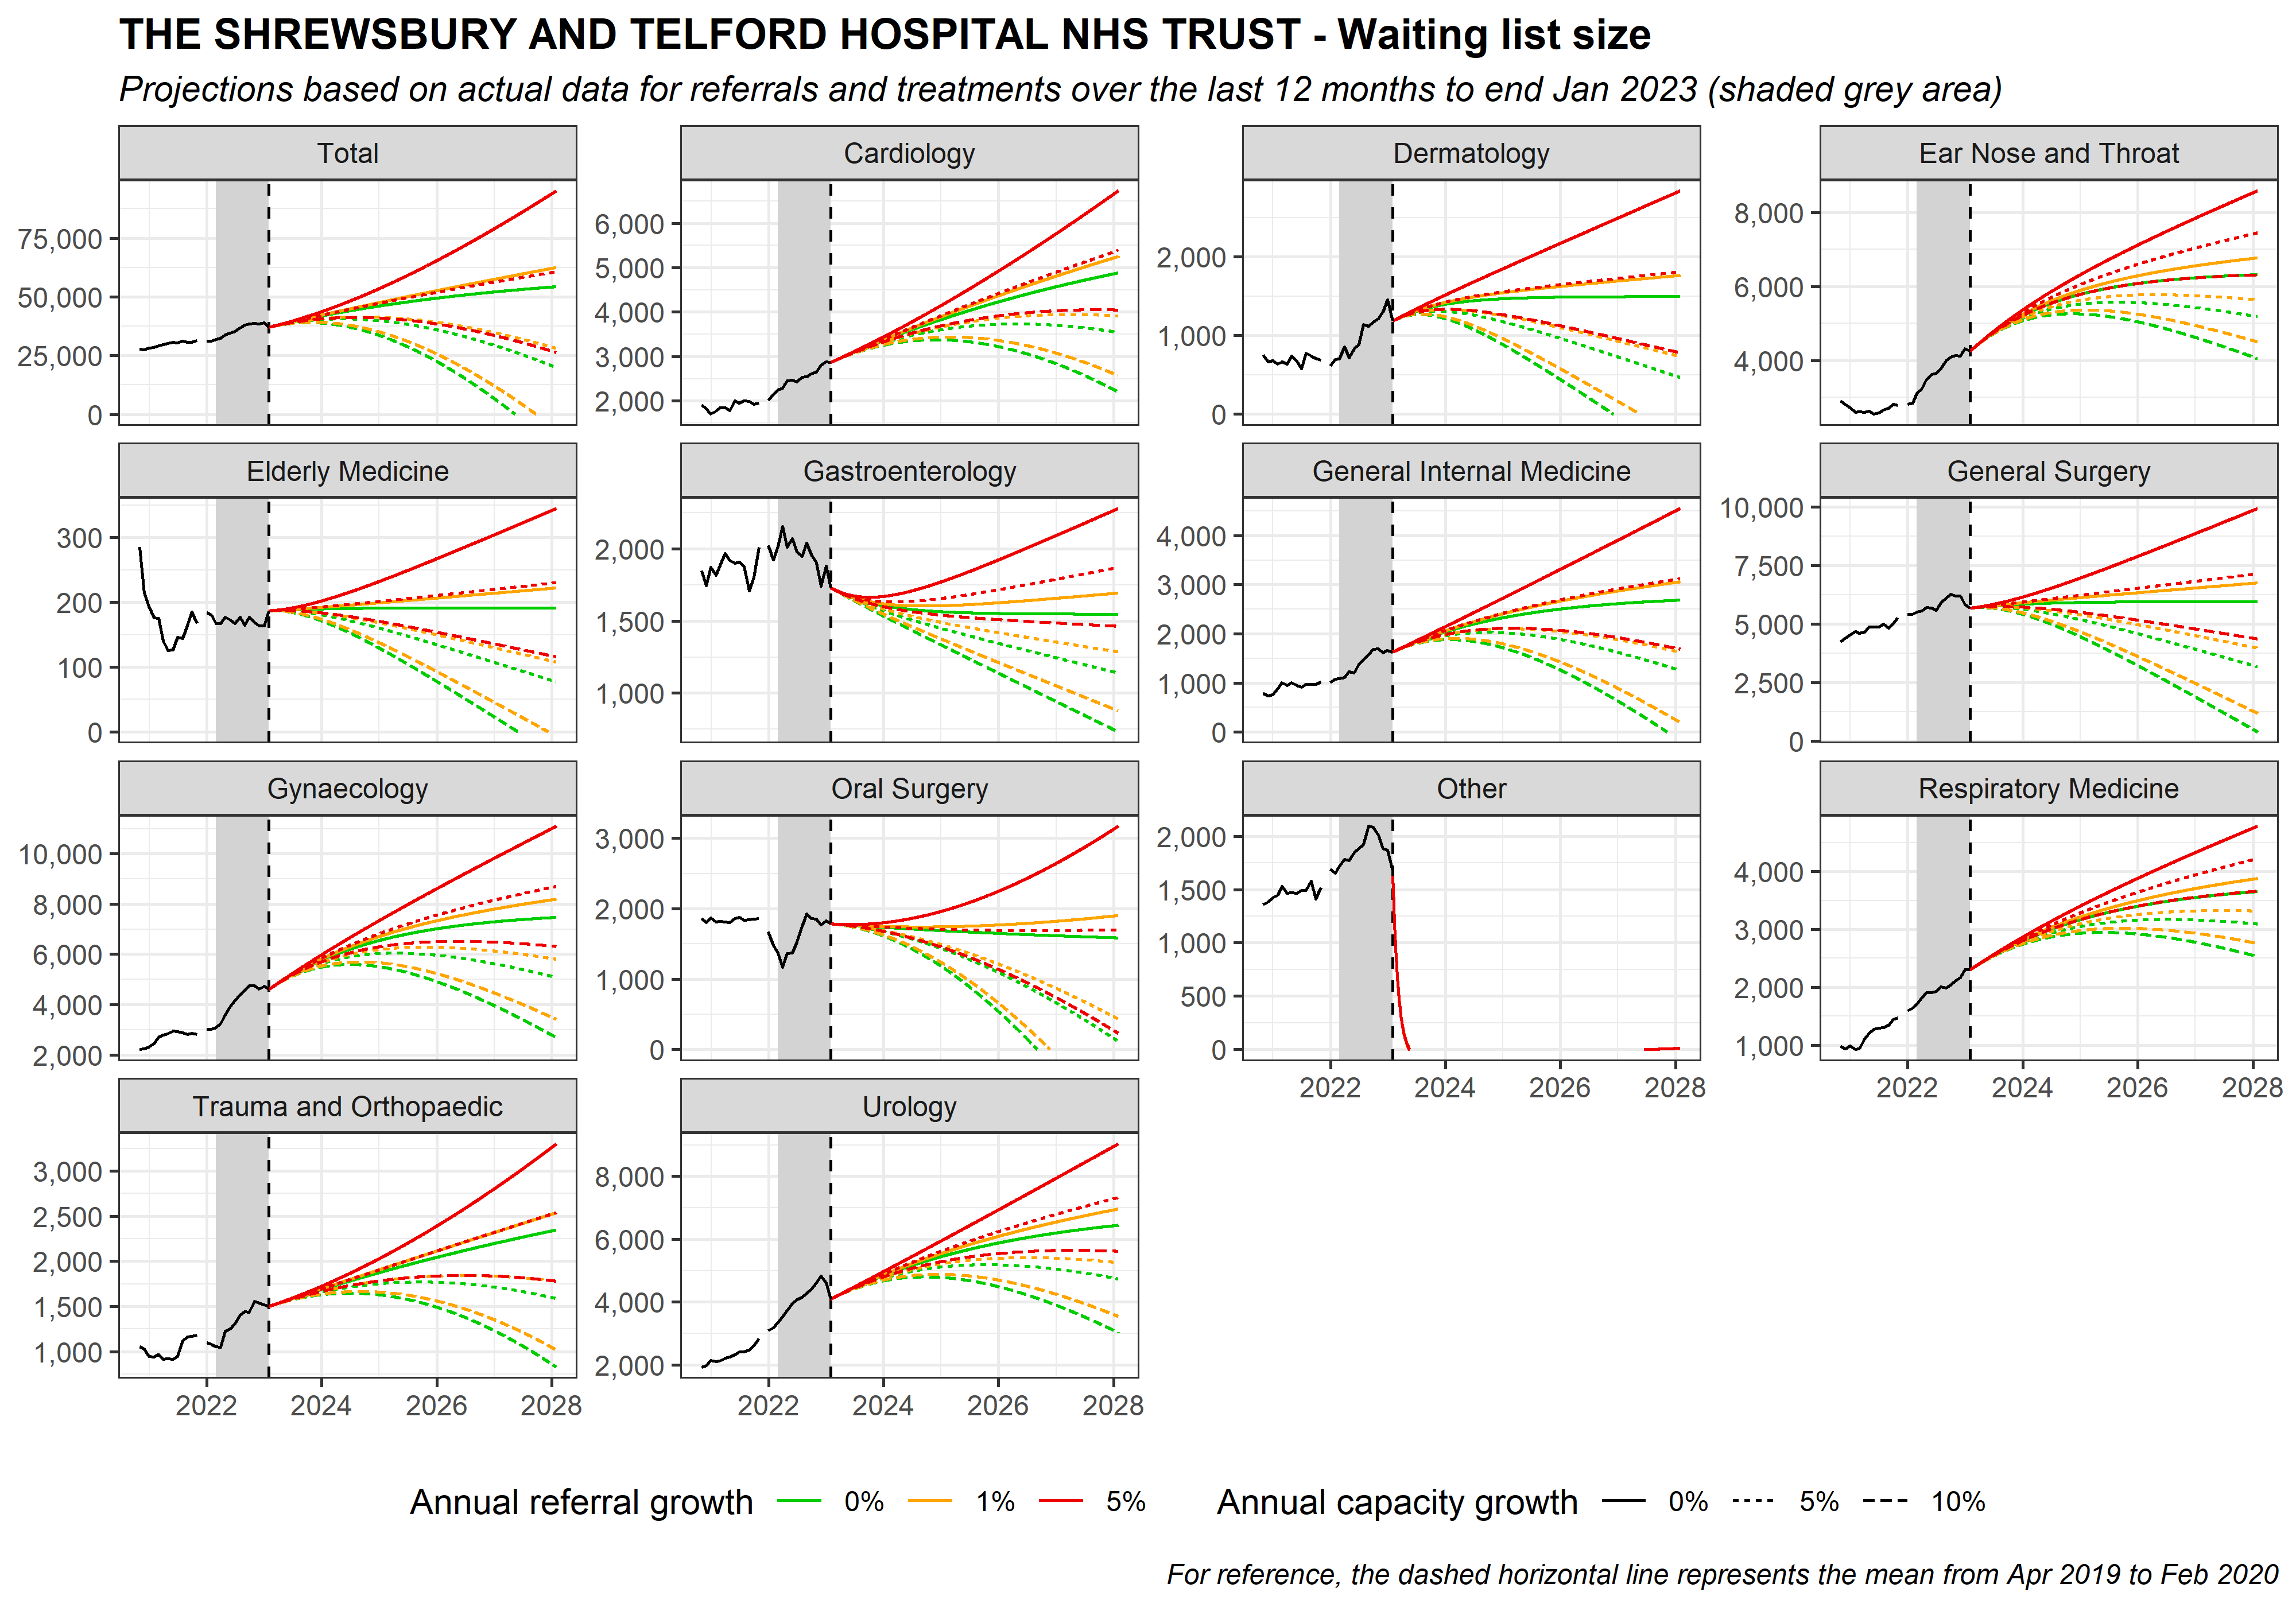 THE SHREWSBURY AND TELFORD HOSPITAL NHS TRUST - Waiting list size
Projections based on actual data for referrals and treatments over the last 12 months to end Jan 2023 (shaded grey area)
Total
Cardiology
Dermatology
Ear Nose and Throat
75,000
50,000
25,000
0
6,000
5,000
4,000
3,000
2,000
2,000
1,000
0
8,000
6,000
4,000
Elderly Medicine
Gastroenterology
General Internal Medicine
General Surgery
300
200
100
0
2,000
1,500
1,000
4,000
3,000
2,000
1,000
0
10,000
7,500
5,000
2,500
0
Gynaecology
Oral Surgery
Other
Respiratory Medicine
10,000
8,000
6,000
4,000
2,000
3,000
2,000
1,000
0
2,000
1,500
1,000
500
0
4,000
3,000
2,000
1,000
2022 2024 2026 2028
2022 2024 2026 2028
Trauma and Orthopaedic
Urology
3,000
2,500
2,000
1,500
1,000
8,000
6,000
4,000
2,000
2022 2024 2026 2028
2022 2024 2026 2028
Annual referral growth 0% 1% 5%
Annual capacity growth 0% 5% 10%
For reference, the dashed horizontal line represents the mean from Apr 2019 to Feb 2020